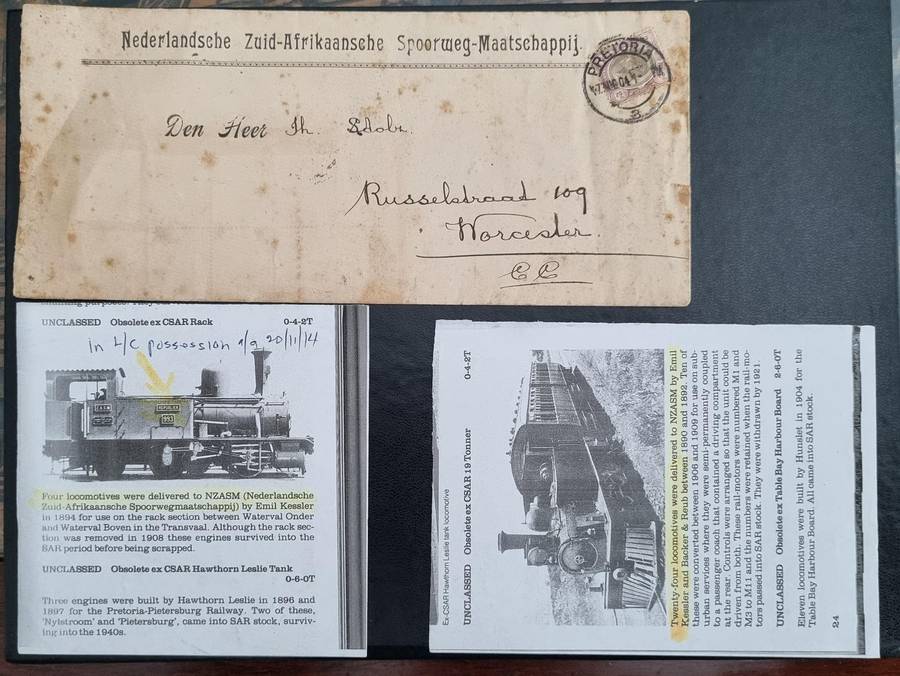 Nederlandsche Zuid-Afrikaansche Spoorweg-Maatschappij.
PRETORIA
Den Heer Th.
Russelstraat 109
Worcester.
CC
UNCLASSED Obsolete ex CSAR Rack 0-4-2T
in L/C possession 20/11/14
Four locomotives were delivered to NZASM (Nederlandsche
Zuid-Afrikaansche Spoorwegmaatschappij) by Emil Kessler
in 1894 for use on the rack section between Waterval Onder
and Waterval Boven in the Transvaal. Although the rack sec-
tion was removed in 1908 these engines survived into the
SAR period before being scrapped.
UNCLASSED Obsolete ex CSAR Hawthorn Leslie Tank
0-6-0T
Three engines were built by Hawthorn Leslie in 1896 and
1897 for the Pretoria-Pietersburg Railway. Two of these,
'Nylstroom' and 'Pietersburg', came into SAR stock, surviv-
ing into the 1940s.
Ex-CSAR Hawthorn Leslie tank locomotive
UNCLASSED Obsolete ex CSAR 19 Tonner 0-4-2T
Twenty-four locomotives were delivered to NZASM by Emil
Kessler and Backer & Reub between 1890 and 1892. Ten of
these were converted between 1906 and 1909 for use on sub-
urban services where they were semi-permanently coupled
to a passenger coach that contained a driving compartment
at the rear. Controls were arranged so that the unit could be
driven from both. These rail-motors were numbered M1 and
M3 to M11 and the numbers were retained when the rail-mo-
tors passed into SAR stock. They were withdrawn by 1921.
UNCLASSED Obsolete ex Table Bay Harbour Board 2-6-0T
Eleven locomotives were built by Hunslet in 1904 for the
Table Bay Harbour Board. All came into SAR stock.
24